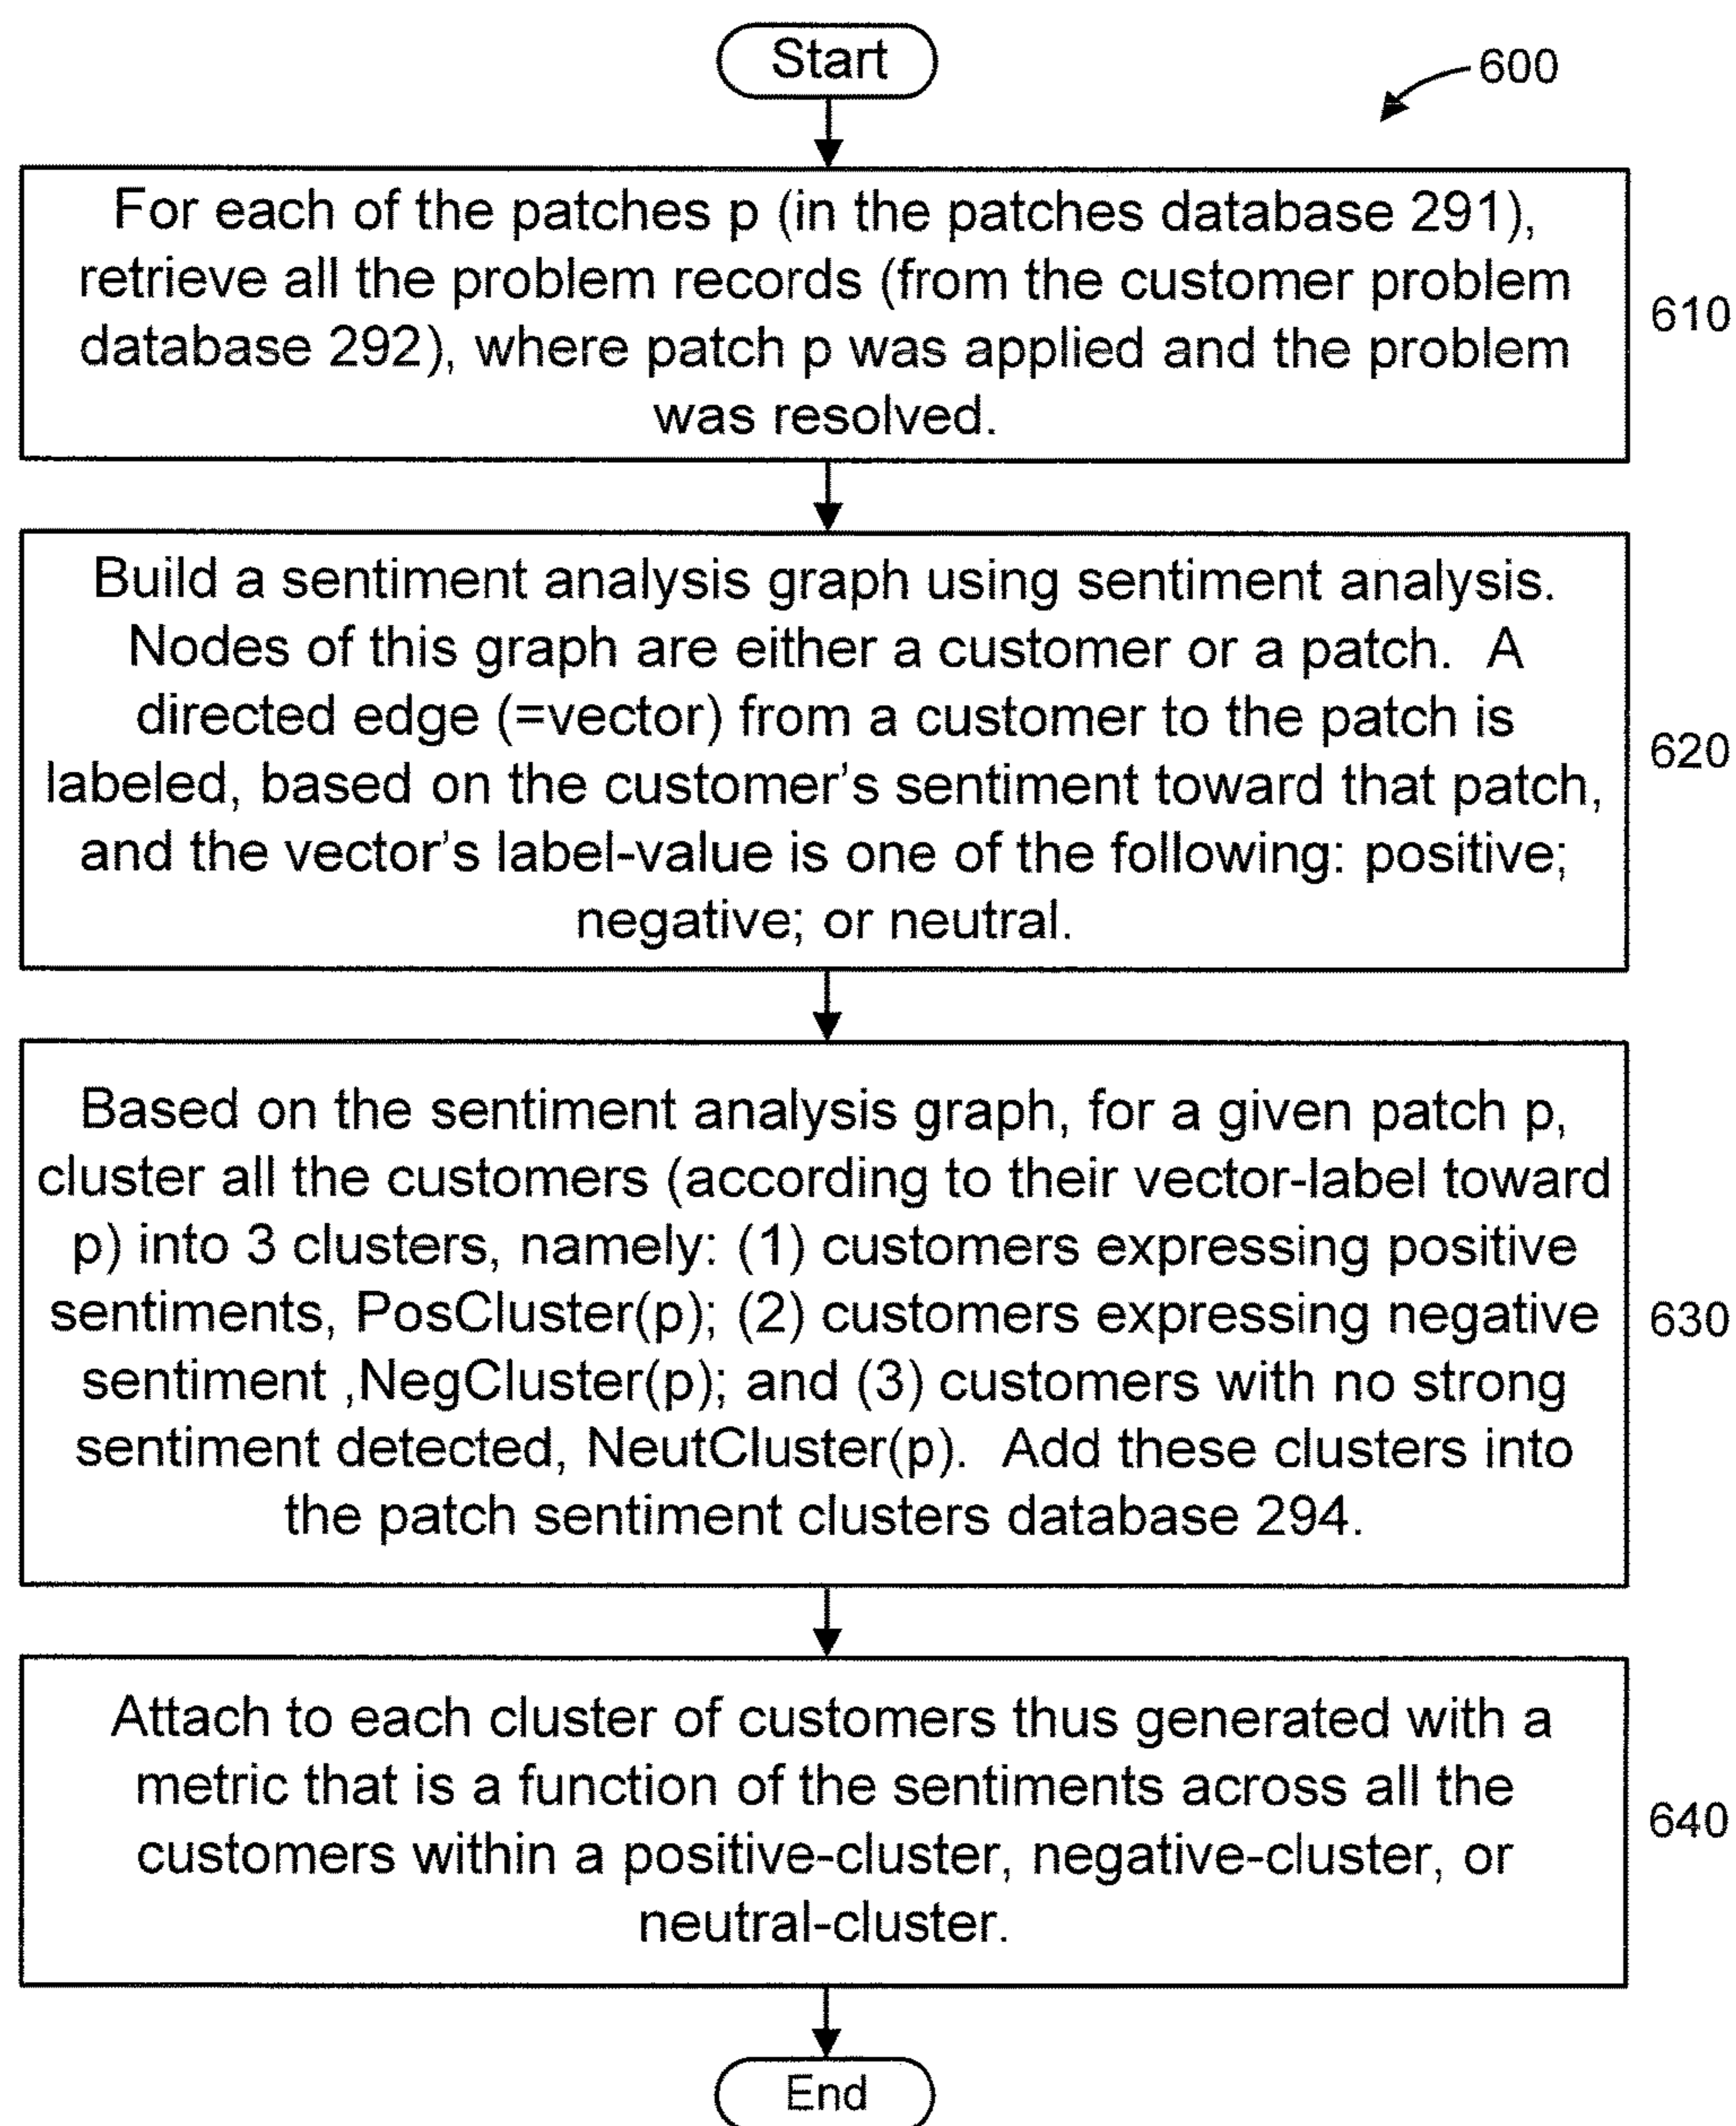 Start
600
For each of the patches p (in the patches database 291),
retrieve all the problem records (from the customer problem
database 292), where patch p was applied and the problem
was resolved.
610
Build a sentiment analysis graph using sentiment analysis.
Nodes of this graph are either a customer or a patch. A
directed edge (=vector) from a customer to the patch is
labeled, based on the customer's sentiment toward that patch,
and the vector's label-value is one of the following: positive;
negative; or neutral.
620
Based on the sentiment analysis graph, for a given patch p,
cluster all the customers (according to their vector-label toward
p) into 3 clusters, namely: (1) customers expressing positive
sentiments, PosCluster(p); (2) customers expressing negative
sentiment ,NegCluster(p); and (3) customers with no strong
sentiment detected, NeutCluster(p). Add these clusters into
the patch sentiment clusters database 294.
630
Attach to each cluster of customers thus generated with a
metric that is a function of the sentiments across all the
customers within a positive-cluster, negative-cluster, or
neutral-cluster.
640
End